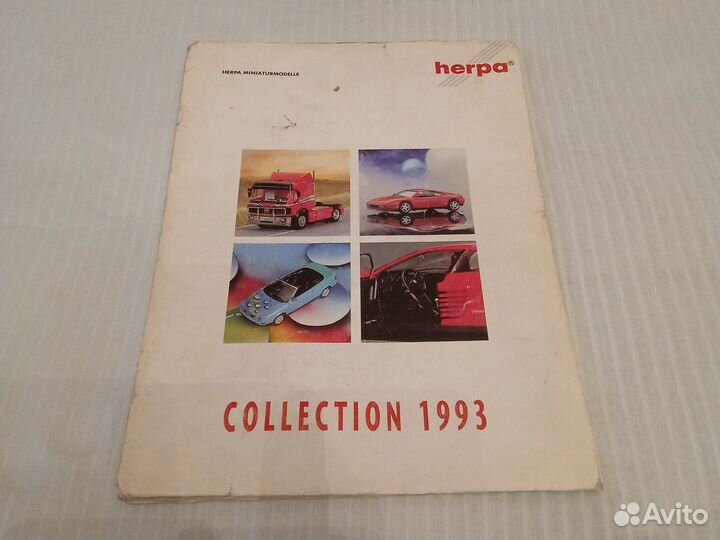 HERPA MINIATURMODELLE
herpa®
COLLECTION 1993
Avito